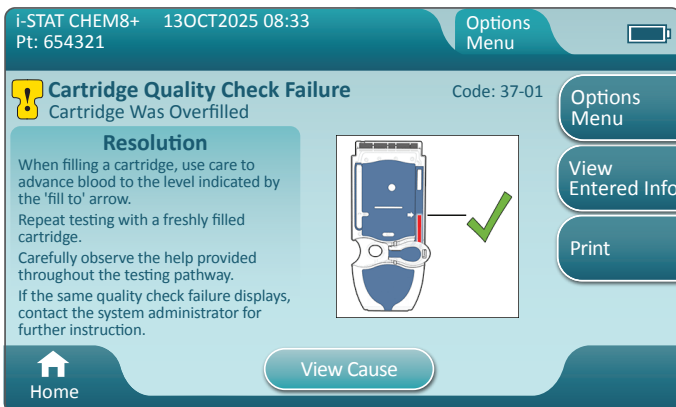 i-STAT CHEM8+ 13OCT2025 08:33
Pt: 654321
Options
Menu
Cartridge Quality Check Failure
Code: 37-01
Cartridge Was Overfilled
Resolution
When filling a cartridge, use care to
advance blood to the level indicated by
the 'fill to' arrow.
Repeat testing with a freshly filled
cartridge.
Carefully observe the help provided
throughout the testing pathway.
If the same quality check failure displays,
contact the system administrator for
further instruction.
Options
Menu
View
Entered Info
Print
Home
View Cause